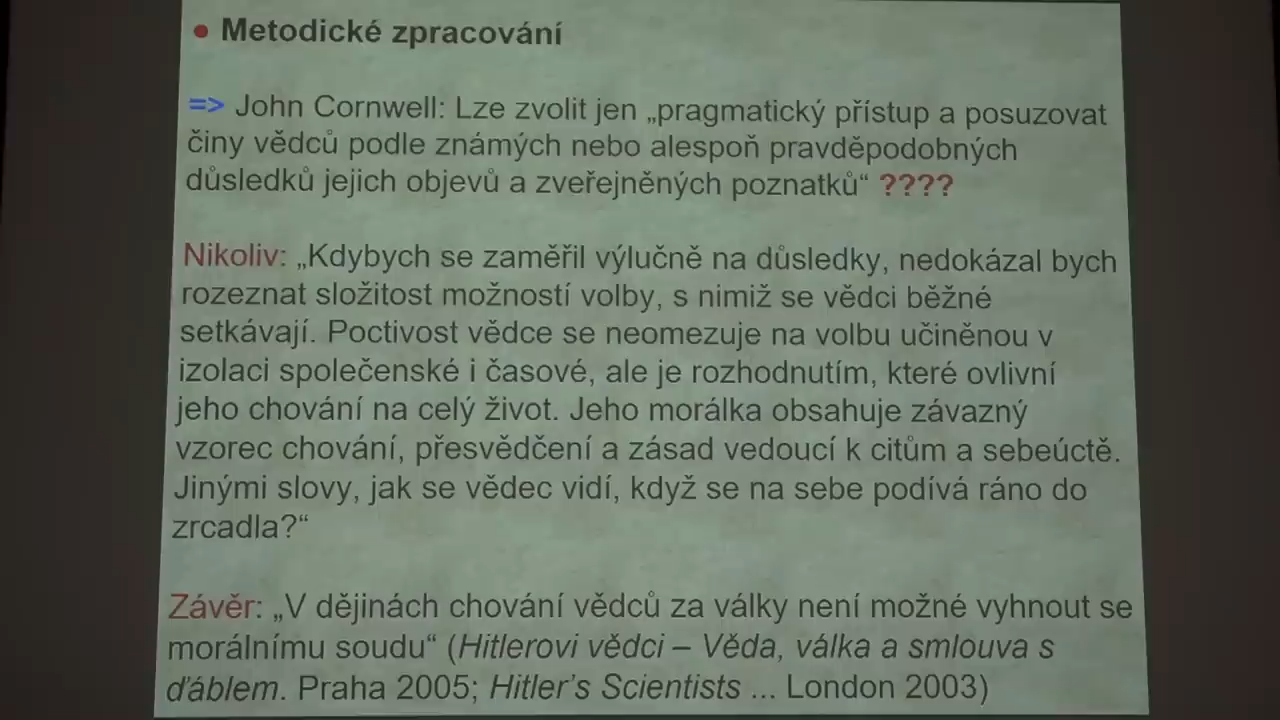 ● Metodické zpracování
=> John Cornwell: Lze zvolit jen „pragmatický přístup a posuzovat
činy vědců podle známých nebo alespoň pravděpodobných
důsledků jejich objevů a zveřejněných poznatků“ ????
Nikoliv: „Kdybych se zaměřil výlučně na důsledky, nedokázal bych
rozeznat složitost možností volby, s nimiž se vědci běžné
setkávají. Poctivost vědce se neomezuje na volbu učiněnou v
izolaci společenské i časové, ale je rozhodnutím, které ovlivní
jeho chování na celý život. Jeho morálka obsahuje závazný
vzorec chování, přesvědčení a zásad vedoucí k citům a sebeúctě.
Jinými slovy, jak se vědec vidí, když se na sebe podívá ráno do
zrcadla?“
Závěr: „V dějinách chování vědců za války není možné vyhnout se
morálnímu soudu“ (Hitlerovi vědci – Věda, válka a smlouva s
ďáblem. Praha 2005; Hitler’s Scientists ... London 2003)